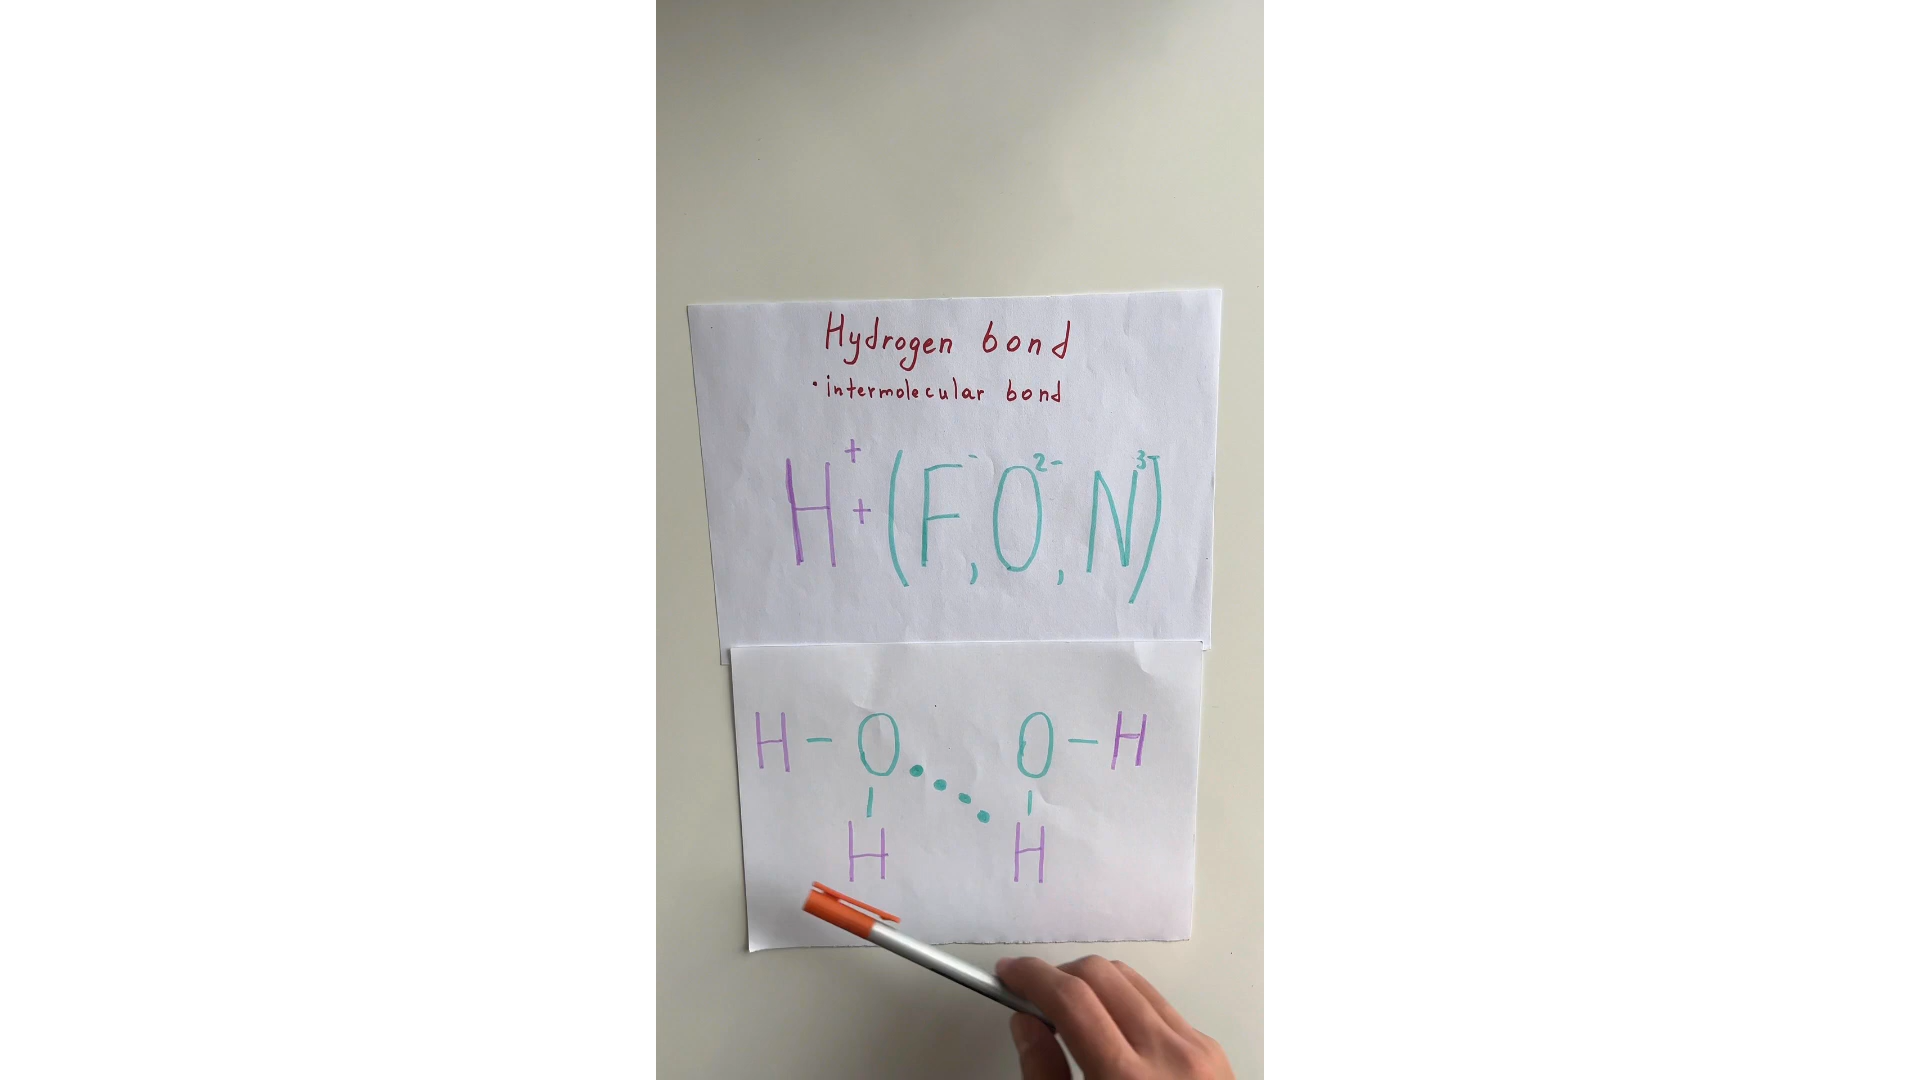 Hydrogen bond
• intermolecular bond
H⁺ + (F⁻, O²⁻, N³⁻)
H – O O – H
H H